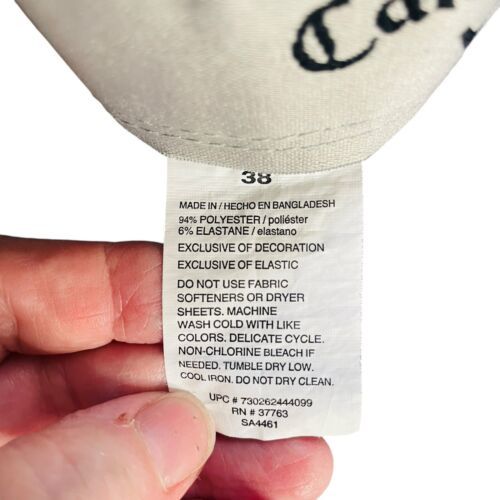 Ca
38
MADE IN / HECHO EN BANGLADESH
94% POLYESTER / poliéster
6% ELASTANE / elastano
EXCLUSIVE OF DECORATION
EXCLUSIVE OF ELASTIC
DO NOT USE FABRIC
SOFTENERS OR DRYER
SHEETS. MACHINE
WASH COLD WITH LIKE
COLORS. DELICATE CYCLE.
NON-CHLORINE BLEACH IF
NEEDED. TUMBLE DRY LOW.
COOL IRON. DO NOT DRY CLEAN.
UPC # 730262444099
RN # 37763
SA4461